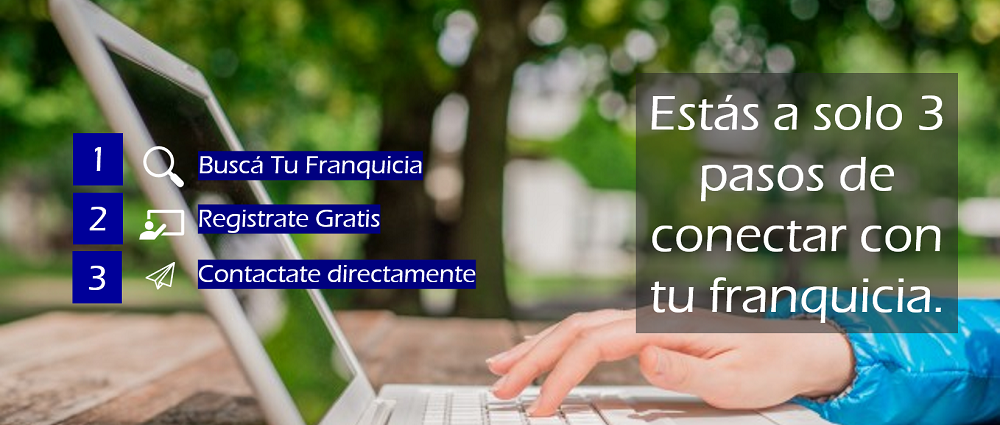 1 Buscá Tu Franquicia
2 Registrate Gratis
3 Contactate directamente
Estás a solo 3
pasos de
conectar con
tu franquicia.